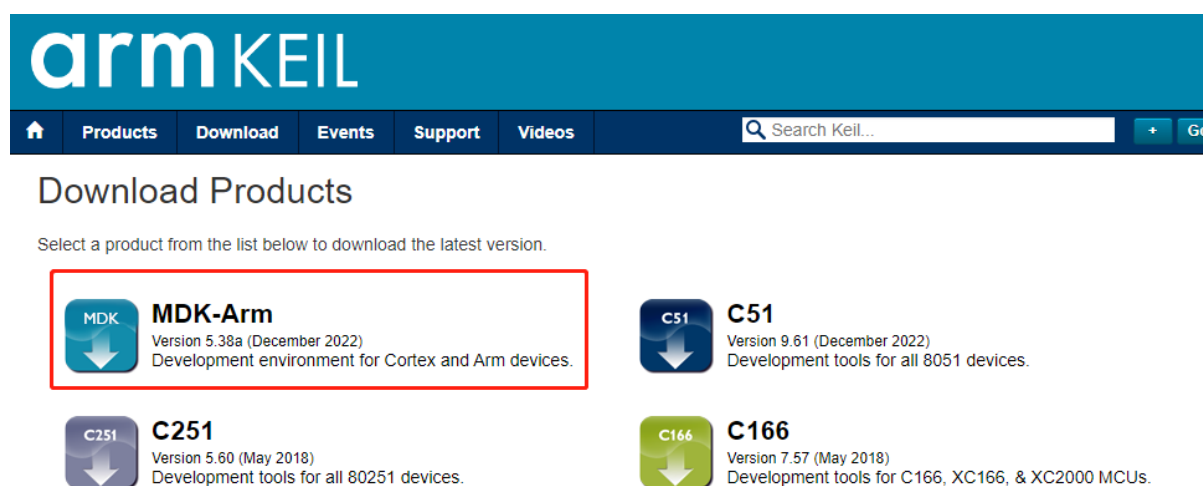 arm KEIL
Products Download Events Support Videos Search Keil... +
Download Products
Select a product from the list below to download the latest version.
MDK
MDK-Arm
Version 5.38a (December 2022)
Development environment for Cortex and Arm devices.
C51
C51
Version 9.61 (December 2022)
Development tools for all 8051 devices.
C251
C251
Version 5.60 (May 2018)
Development tools for all 80251 devices.
C166
C166
Version 7.57 (May 2018)
Development tools for C166, XC166, & XC2000 MCUs.